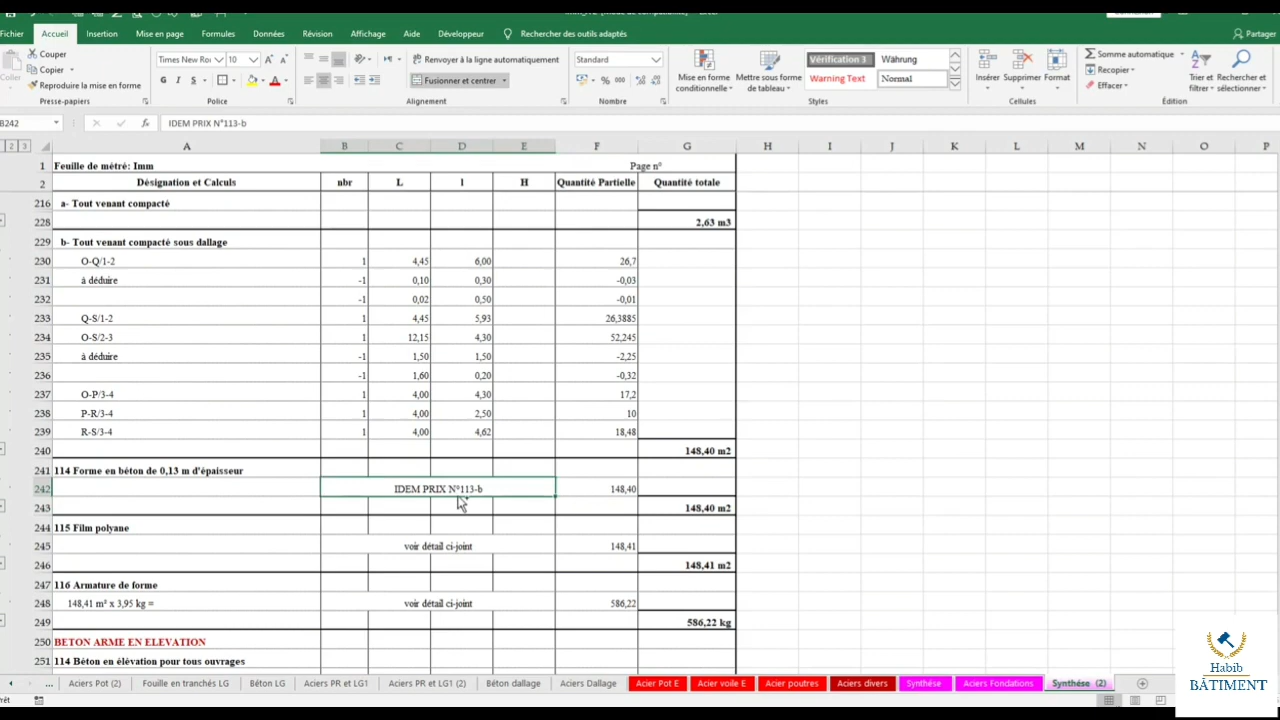 Fichier Accueil Insertion Mise en page Formules Données Révision Affichage Aide Développeur Rechercher des outils adaptés Partager
Coller
Couper
Copier
Reproduire la mise en forme
Presse-papiers
Times New Ro 10
G I S
Police
Renvoyer à la ligne automatiquement
Fusionner et centrer
Alignement
Standard
% 000
Nombre
Mise en forme conditionnelle
Mettre sous forme de tableau
Vérification 3 Währung
Warning Text Normal
Styles
Insérer Supprimer Format
Cellules
Somme automatique
Recopier
Effacer
Trier et filtrer
Rechercher et sélectionner
Édition
B242 fx IDEM PRIX N°113-b
1 2 3
A B C D E F G H I J K L M N O P
1 Feuille de métré: Imm Page n°
2 Désignation et Calculs nbr L l H Quantité Partielle Quantité totale
216 a- Tout venant compacté
228 2,63 m3
229 b- Tout venant compacté sous dallage
230 O-Q/1-2 1 4,45 6,00 26,7
231 à déduire -1 0,10 0,30 -0,03
232 -1 0,02 0,50 -0,01
233 Q-S/1-2 1 4,45 5,93 26,3885
234 O-S/2-3 1 12,15 4,30 52,245
235 à déduire -1 1,50 1,50 -2,25
236 -1 1,60 0,20 -0,32
237 O-P/3-4 1 4,00 4,30 17,2
238 P-R/3-4 1 4,00 2,50 10
239 R-S/3-4 1 4,00 4,62 18,48
240 148,40 m2
241 114 Forme en béton de 0,13 m d'épaisseur
242 IDEM PRIX N°113-b 148,40
243 148,40 m2
244 115 Film polyane
245 voir détail ci-joint 148,41
246 148,41 m2
247 116 Armature de forme
248 148,41 m² x 3,95 kg = voir détail ci-joint 586,22
249 586,22 kg
250 BETON ARME EN ELEVATION
251 114 Béton en élévation pour tous ouvrages
... Aciers Pot (2) Fouille en tranchés LG Béton LG Aciers PR et LG1 Aciers PR et LG1 (2) Béton dallage Aciers Dallage Acier Pot E Acier voile E Acier poutres Aciers divers Synthése Aciers Fondations Synthése (2)
Habib
BÂTIMENT